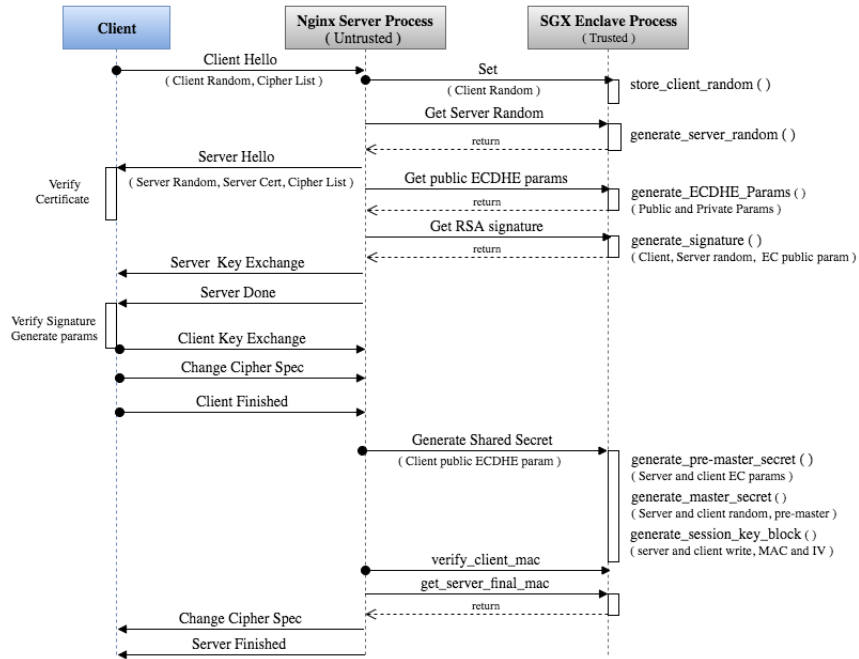 Client
Nginx Server Process
( Untrusted )
SGX Enclave Process
( Trusted )
Client Hello
( Client Random, Cipher List )
Set
( Client Random )
store_client_random ( )
Get Server Random
generate_server_random ( )
return
Server Hello
( Server Random, Server Cert, Cipher List )
Verify
Certificate
Get public ECDHE params
generate_ECDHE_Params ( )
( Public and Private Params )
return
Get RSA signature
generate_signature ( )
( Client, Server random, EC public param )
return
Server Key Exchange
Server Done
Verify Signature
Generate params
Client Key Exchange
Change Cipher Spec
Client Finished
Generate Shared Secret
( Client public ECDHE param )
generate_pre-master_secret ( )
( Server and client EC params )
generate_master_secret ( )
( Server and client random, pre-master )
generate_session_key_block ( )
( server and client write, MAC and IV )
verify_client_mac
get_server_final_mac
return
Change Cipher Spec
Server Finished